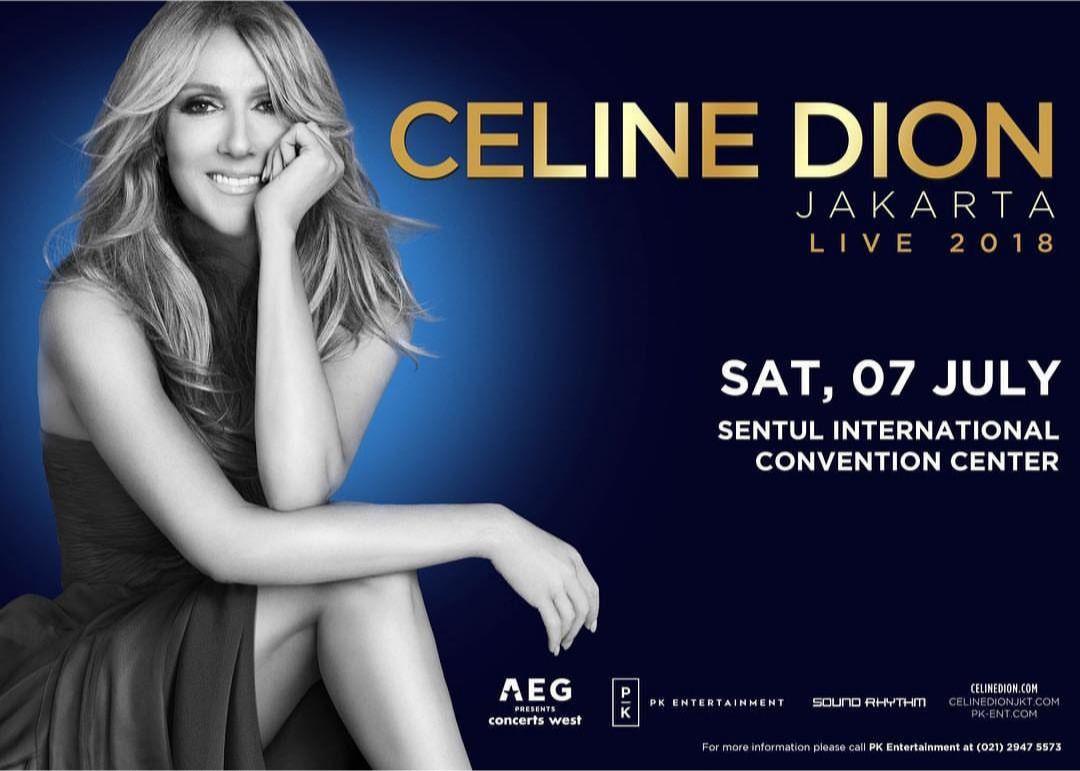 CELINE DION
JAKARTA
LIVE 2018
SAT, 07 JULY
SENTUL INTERNATIONAL
CONVENTION CENTER
AEG
PRESENTS
concerts west
P
K
PK ENTERTAINMENT
SOUND RHYTHM
CELINEDION.COM
CELINEDIONJKT.COM
PK-ENT.COM
For more information please call PK Entertainment at (021) 2947 5573